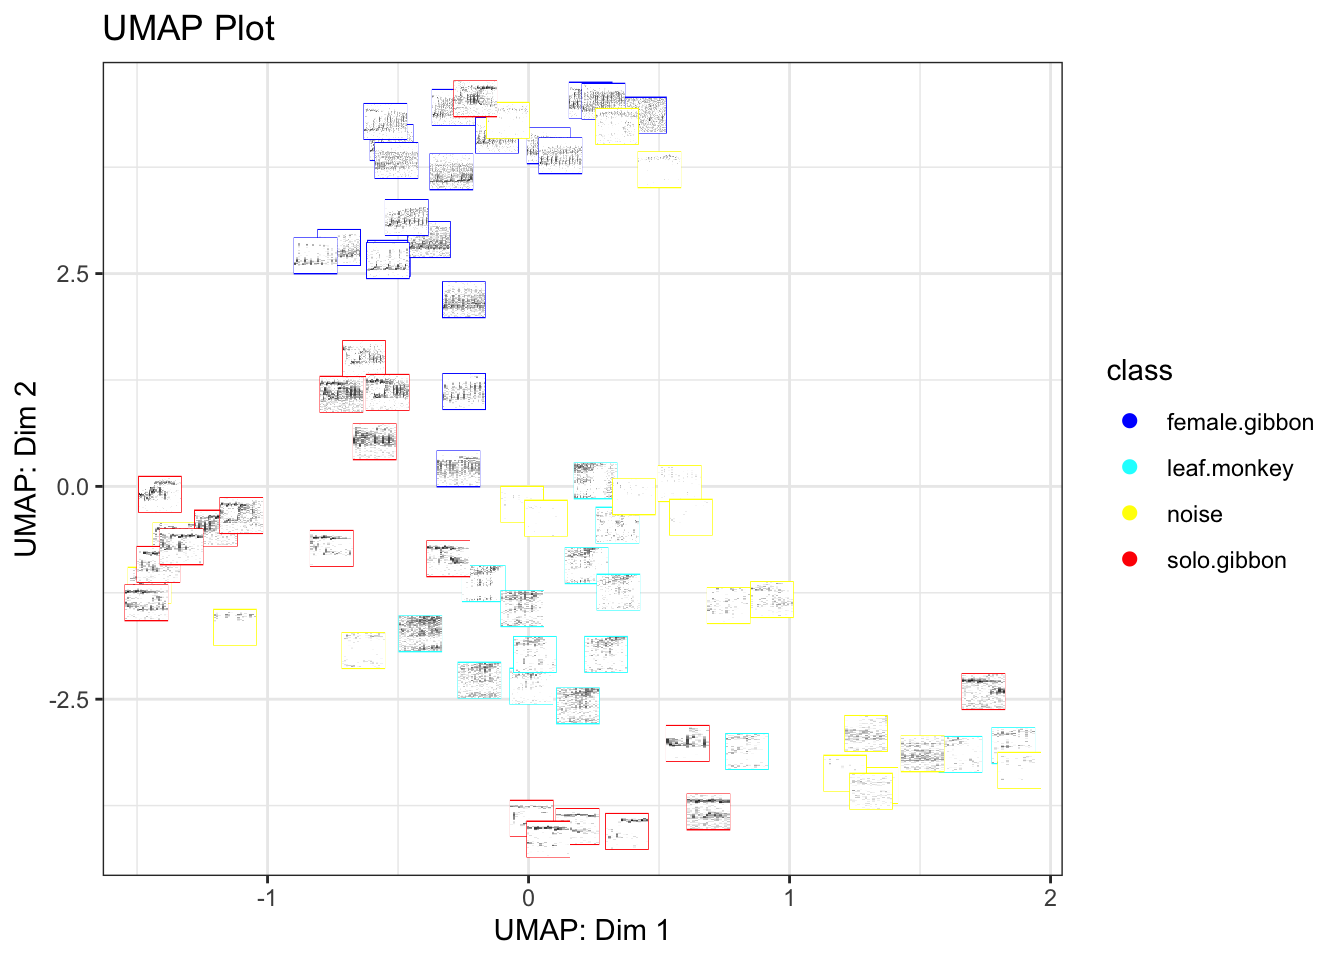 UMAP Plot
UMAP: Dim 2
2.5
0.0
-2.5
-1
0
1
2
UMAP: Dim 1
class
female.gibbon
leaf.monkey
noise
solo.gibbon